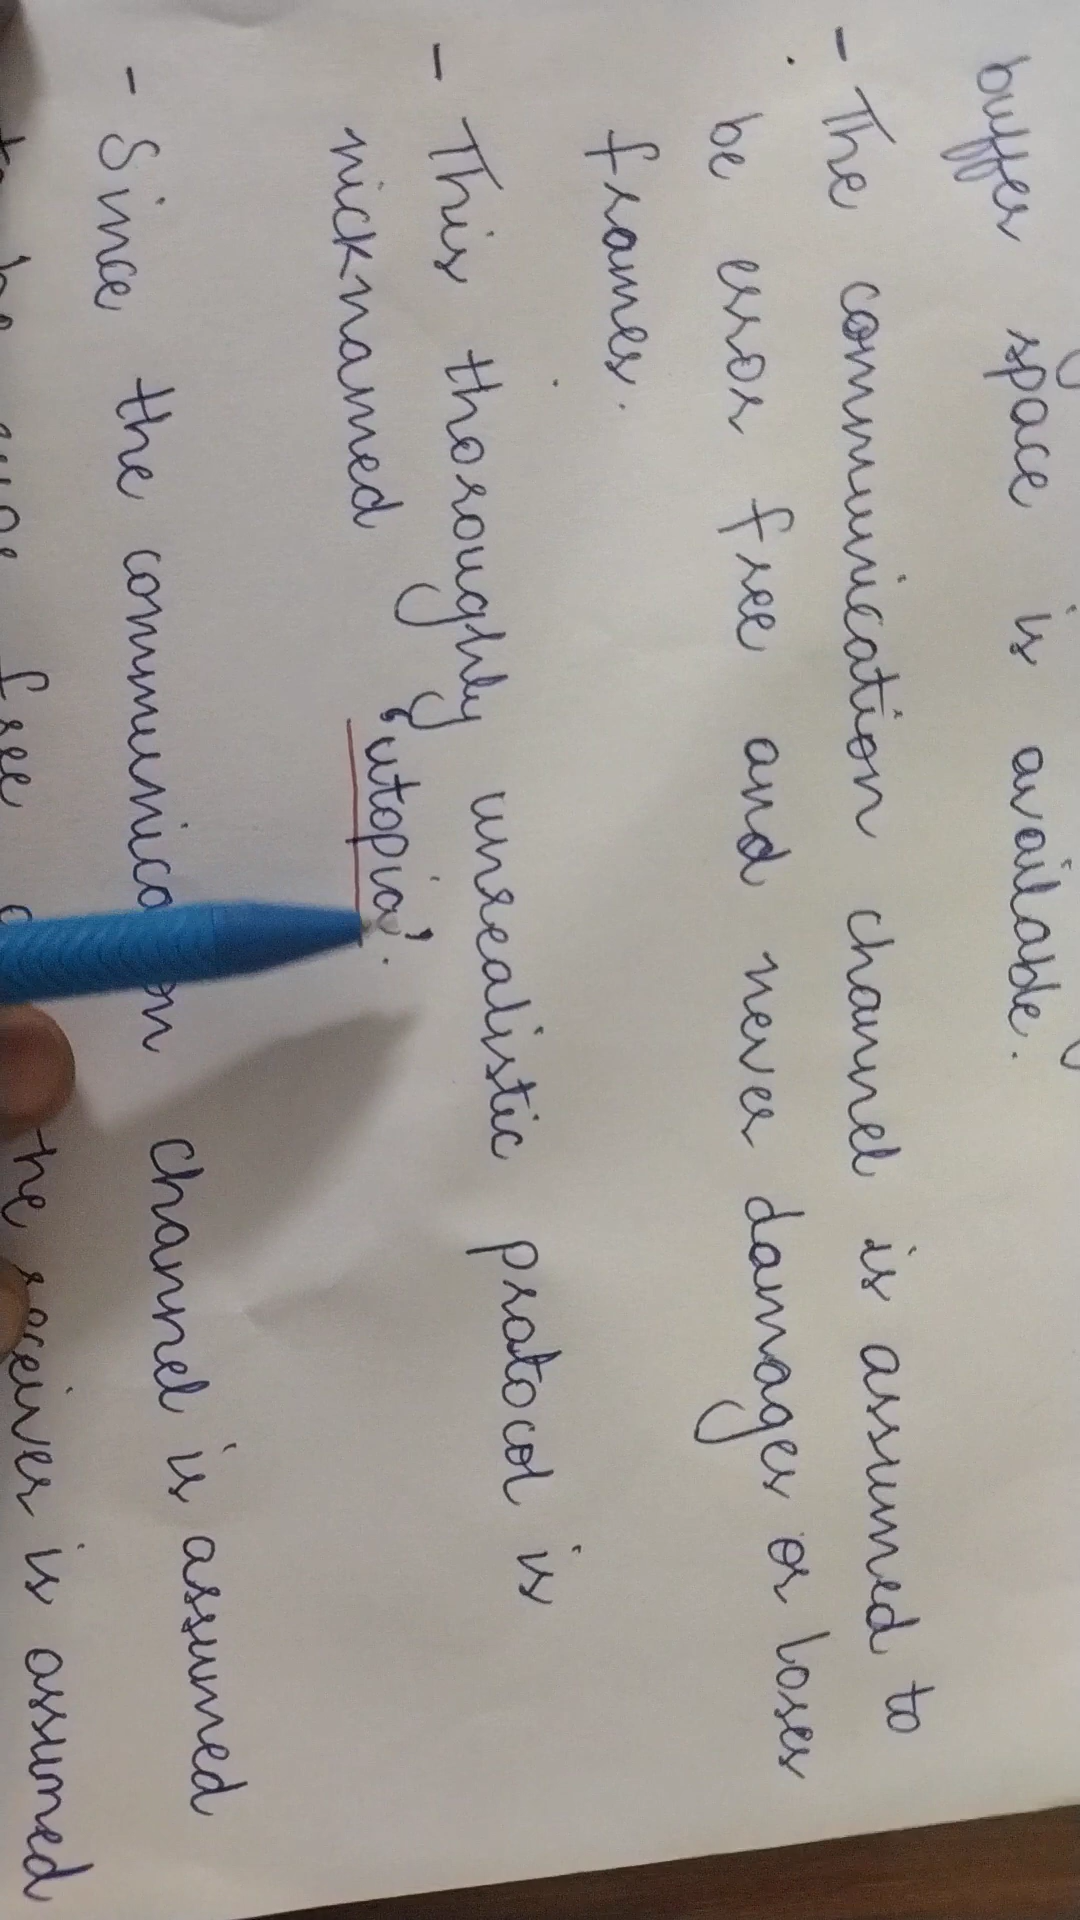 buffer space is available.
- The communication channel is assumed to
be error free and never damages or loses
frames.
- This thoroughly unrealistic protocol is
nicknamed 'utopia'.
- Since the communication channel is assumed
free the receiver is assumed